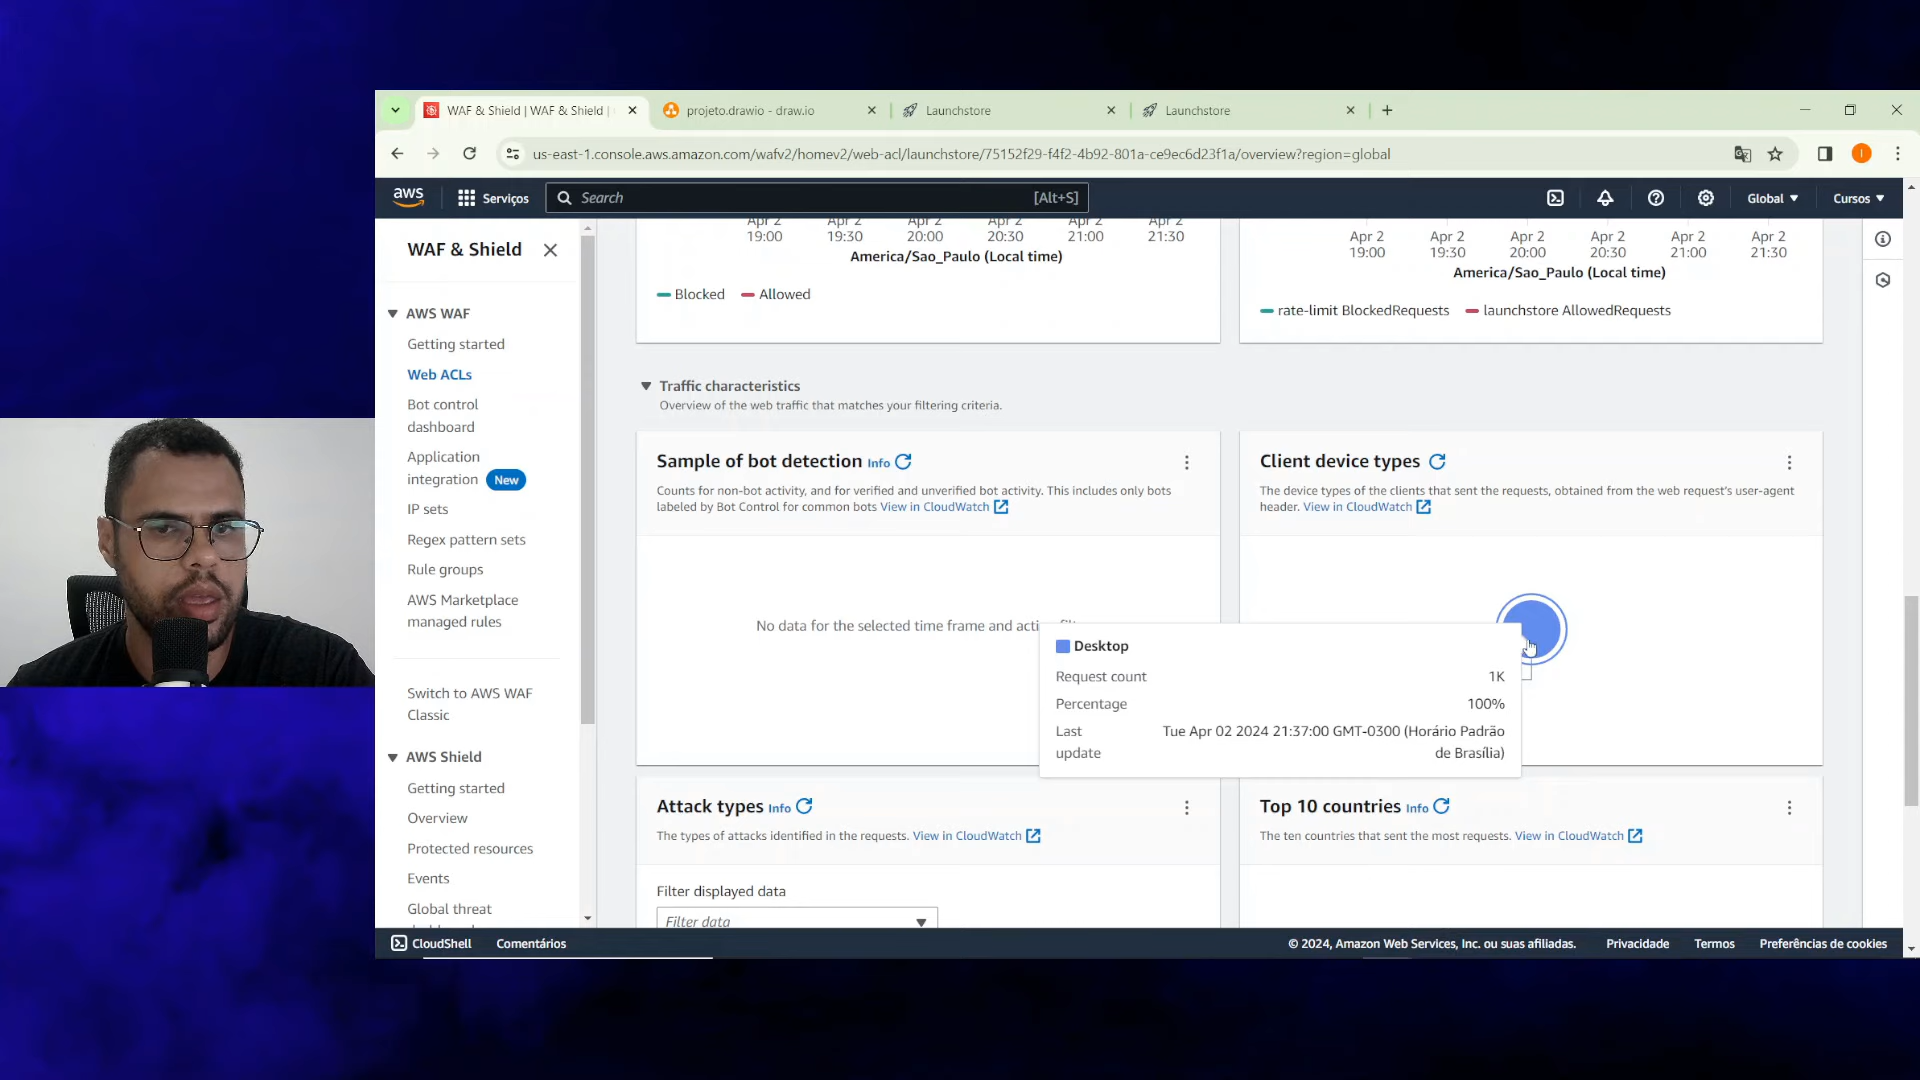 WAF & Shield | WAF & Shield |
projeto.drawio - draw.io
Launchstore
Launchstore
us-east-1.console.aws.amazon.com/wafv2/homev2/web-acl/launchstore/75152f29-f4f2-4b92-801a-ce9ec6d23f1a/overview?region=global
aws
Serviços
Search
[Alt+S]
Global
Cursos
WAF & Shield
AWS WAF
Getting started
Web ACLs
Bot control
dashboard
Application
integration New
IP sets
Regex pattern sets
Rule groups
AWS Marketplace
managed rules
Switch to AWS WAF
Classic
AWS Shield
Getting started
Overview
Protected resources
Events
Global threat
Apr 2 Apr 2 Apr 2 Apr 2 Apr 2 Apr 2
19:00 19:30 20:00 20:30 21:00 21:30
America/Sao_Paulo (Local time)
Blocked Allowed
Apr 2 Apr 2 Apr 2 Apr 2 Apr 2 Apr 2
19:00 19:30 20:00 20:30 21:00 21:30
America/Sao_Paulo (Local time)
rate-limit BlockedRequests launchstore AllowedRequests
Traffic characteristics
Overview of the web traffic that matches your filtering criteria.
Sample of bot detection Info
Counts for non-bot activity, and for verified and unverified bot activity. This includes only bots
labeled by Bot Control for common bots View in CloudWatch
No data for the selected time frame and
Client device types
The device types of the clients that sent the requests, obtained from the web request's user-agent
header. View in CloudWatch
Desktop
Request count 1K
Percentage 100%
Last Tue Apr 02 2024 21:37:00 GMT-0300 (Horário Padrão
update de Brasília)
Attack types Info
The types of attacks identified in the requests. View in CloudWatch
Filter displayed data
Filter data
Top 10 countries Info
The ten countries that sent the most requests. View in CloudWatch
CloudShell
Comentários
© 2024, Amazon Web Services, Inc. ou suas afiliadas.
Privacidade
Termos
Preferências de cookies